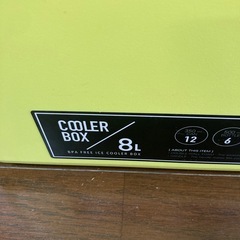 COOLER
BOX
8L
BPA FREE ICE COOLER BOX
12
6
[ ABOUT THIS ITEM ]